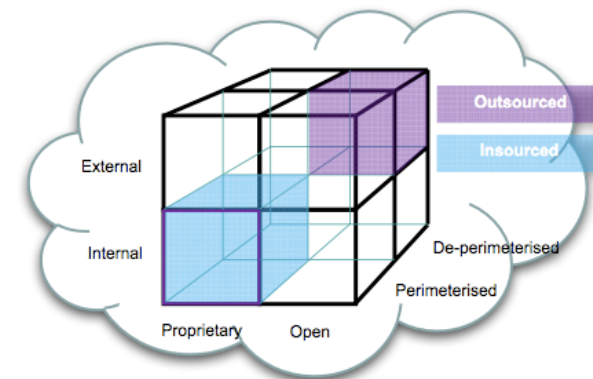 Outsourced
External
Insourced
Internal
De-perimeterised
Perimeterised
Proprietary
Open